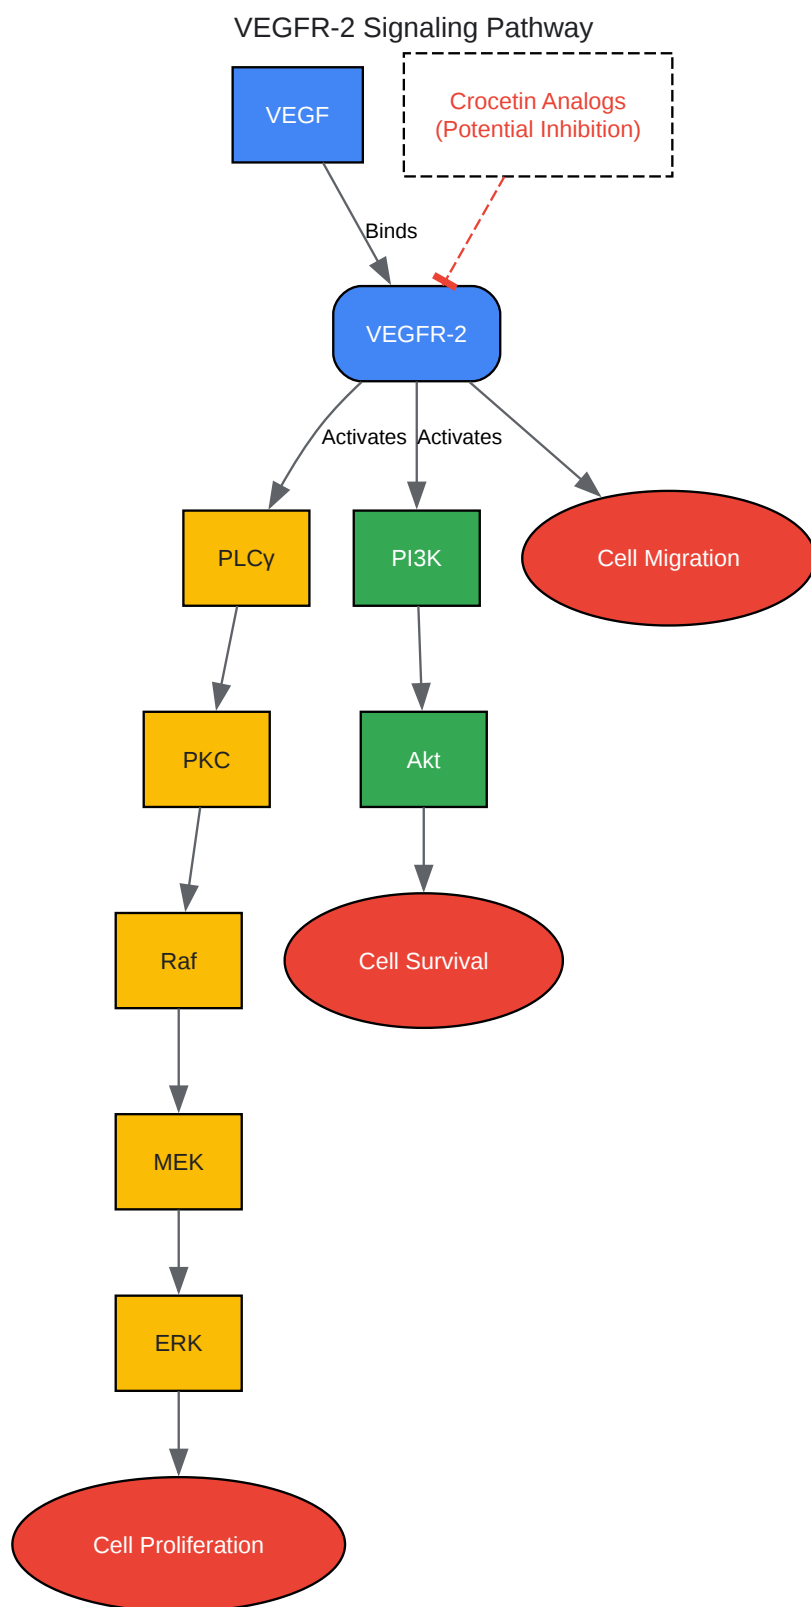 VEGFR-2 Signaling Pathway
VEGF
Crocetin Analogs
(Potential Inhibition)
Binds
VEGFR-2
Activates
Activates
PLCγ
PI3K
Cell Migration
PKC
Akt
Raf
Cell Survival
MEK
ERK
Cell Proliferation